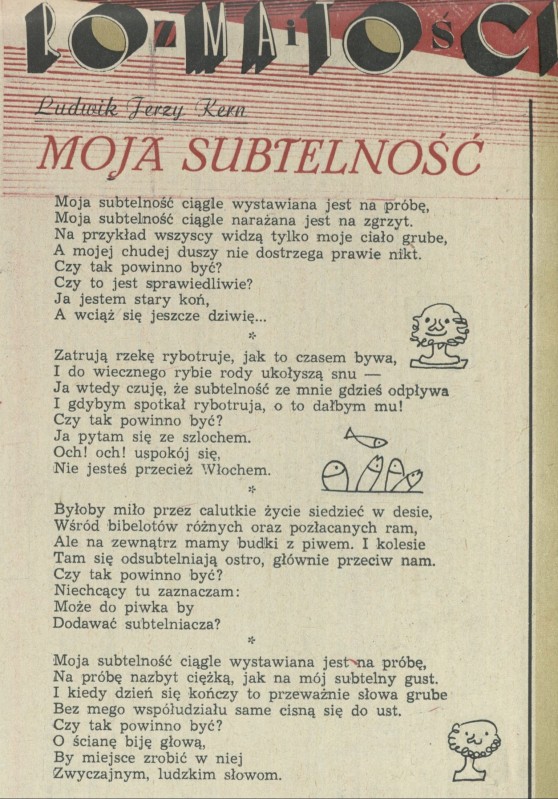 ROZMAiTOŚCI
Ludwik Jerzy Kern
MOJA SUBTELNOŚĆ
Moja subtelność ciągle wystawiana jest na próbę,
Moja subtelność ciągle narażana jest na zgrzyt.
Na przykład wszyscy widzą tylko moje ciało grube,
A mojej chudej duszy nie dostrzega prawie nikt.
Czy tak powinno być?
Czy to jest sprawiedliwie?
Ja jestem stary koń,
A wciąż się jeszcze dziwię...
*
Zatrują rzekę rybotruje, jak to czasem bywa,
I do wiecznego rybie rody ukołyszą snu —
Ja wtedy czuję, że subtelność ze mnie gdzieś odpływa
I gdybym spotkał rybotruja, o to dałbym mu!
Czy tak powinno być?
Ja pytam się ze szlochem.
Och! och! uspokój się,
Nie jesteś przecież Włochem.
*
Byłoby miło przez calutkie życie siedzieć w desie,
Wśród bibelotów różnych oraz pozłacanych ram,
Ale na zewnątrz mamy budki z piwem. I kolesie
Tam się odsubtelniają ostro, głównie przeciw nam.
Czy tak powinno być?
Niechcący tu zaznaczam:
Może do piwka by
Dodawać subtelniacza?
*
Moja subtelność ciągle wystawiana jest na próbę,
Na próbę nazbyt ciężką, jak na mój subtelny gust.
I kiedy dzień się kończy to przeważnie słowa grube
Bez mego współudziału same cisną się do ust.
Czy tak powinno być?
O ścianę biję głową,
By miejsce zrobić w niej
Zwyczajnym, ludzkim słowom.